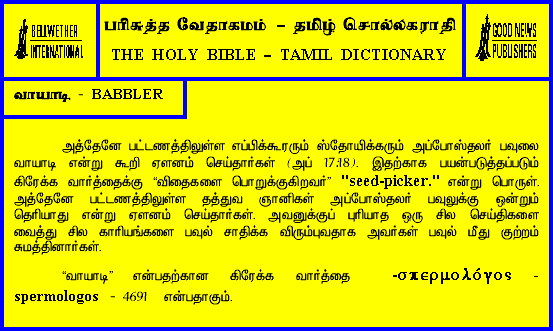 BELLWETHER
INTERNATIONAL
பரிசுத்த வேதாகமம் - தமிழ் சொல்லகராதி
THE HOLY BIBLE - TAMIL DICTIONARY
GOOD NEWS
PUBLISHERS
வாயாடி - BABBLER
அத்தேனே பட்டணத்திலுள்ள எப்பிக்கூரரும் ஸ்தோயிக்கரும் அப்போஸ்தலர் பவுலை
வாயாடி என்று கூறி ஏளனம் செய்தார்கள் (அப் 17:18). இதற்காக பயன்படுத்தப்படும்
கிரேக்க வார்த்தைக்கு “விதைகளை பொறுக்குகிறவர்” "seed-picker." என்று பொருள்.
அத்தேனே பட்டணத்திலுள்ள தத்துவ ஞானிகள் அப்போஸ்தலர் பவுலுக்கு ஒன்றும்
தெரியாது என்று ஏளனம் செய்தார்கள். அவனுக்குப் புரியாத ஒரு சில செய்திகளை
வைத்து சில காரியங்களை பவுல் சாதிக்க விரும்புவதாக அவர்கள் பவுல் மீது குற்றம்
சுமத்தினார்கள்.
“வாயாடி” என்பதற்கான கிரேக்க வார்த்தை -σπερμολόγος -
spermologos - 4691 என்பதாகும்.